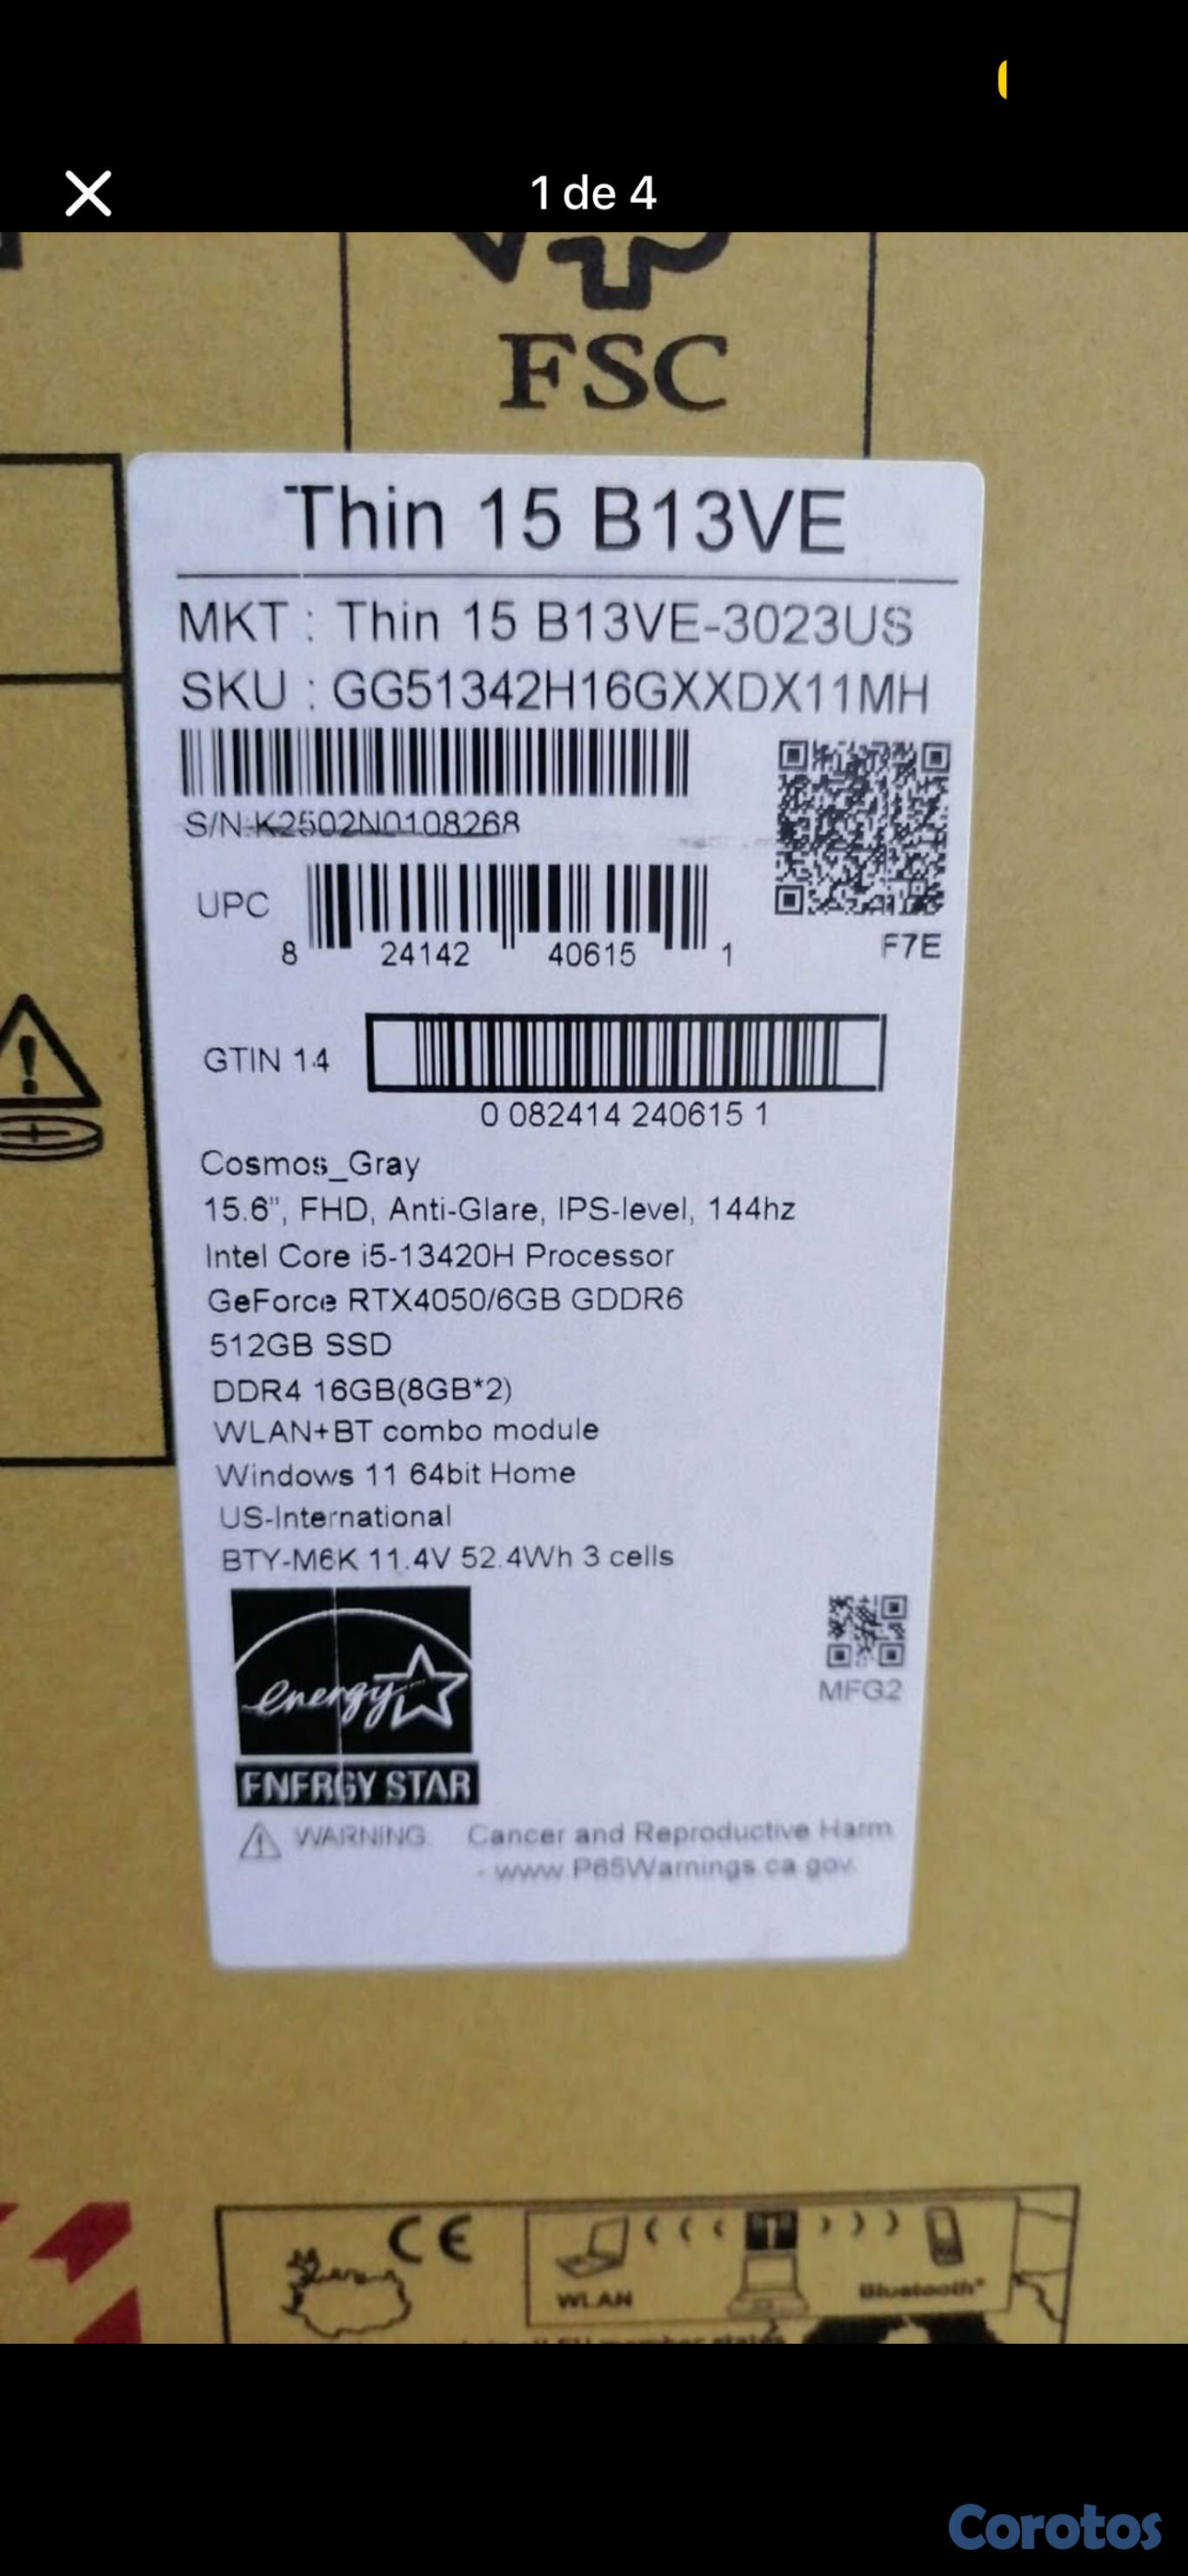 1 de 4
FSC
Thin 15 B13VE
MKT : Thin 15 B13VE-3023US
SKU : GG51342H16GXXDX11MH
S/N:K2502N0108268
UPC
8 24142 40615 1
F7E
GTIN 14
0 082414 240615 1
Cosmos_Gray
15.6", FHD, Anti-Glare, IPS-level, 144hz
Intel Core i5-13420H Processor
GeForce RTX4050/6GB GDDR6
512GB SSD
DDR4 16GB(8GB*2)
WLAN+BT combo module
Windows 11 64bit Home
US-International
BTY-M6K 11.4V 52.4Wh 3 cells
energy
ENERGY STAR
MFG2
WARNING: Cancer and Reproductive Harm
- www.P65Warnings.ca.gov.
CE
WLAN
Bluetooth®
EU member states
Corotos